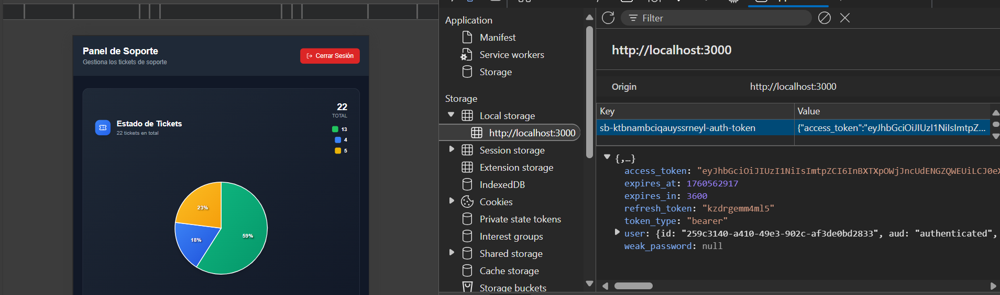 Panel de Soporte
Gestiona los tickets de soporte
Cerrar Sesión
22
TOTAL
Estado de Tickets
22 tickets en total
13
4
5
23%
18%
59%
Application
Manifest
Service workers
Storage
Storage
Local storage
http://localhost:3000
Session storage
Extension storage
IndexedDB
Cookies
Private state tokens
Interest groups
Shared storage
Cache storage
Storage buckets
Filter
http://localhost:3000
Origin http://localhost:3000
Key Value
sb-ktbnambciqauyssrneyl-auth-token {"access_token":"eyJhbGciOiJIUzI1NiIsImtpZ...
{,…}
access_token: "eyJhbGciOiJIUzI1NiIsImtpZCI6InBXTXpOWjJncUdENGZQWEUiLCJ0eX
expires_at: 1760562917
expires_in: 3600
refresh_token: "kzdrgemm4ml5"
token_type: "bearer"
user: {id: "259c3140-a410-49e3-902c-af3de0bd2833", aud: "authenticated",
weak_password: null